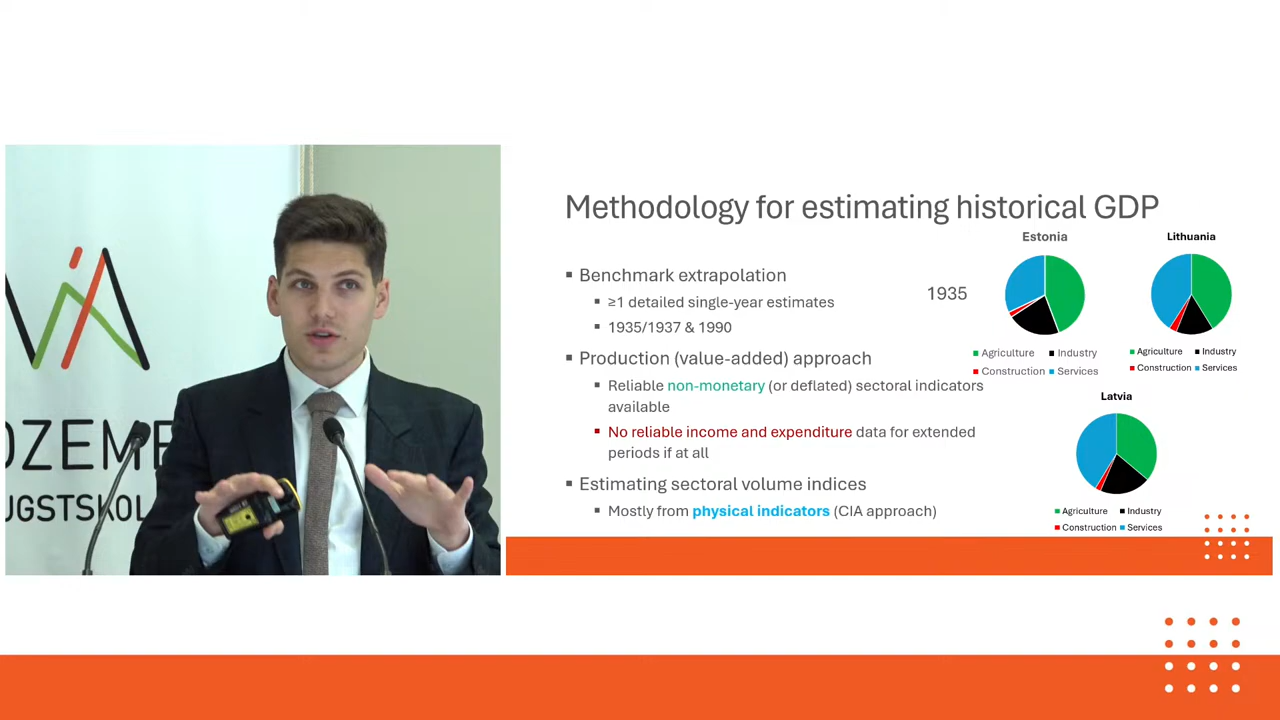 DZEME
UGSTSKOL
Methodology for estimating historical GDP
▪ Benchmark extrapolation
▪ ≥1 detailed single-year estimates
▪ 1935/1937 & 1990
▪ Production (value-added) approach
▪ Reliable non-monetary (or deflated) sectoral indicators
available
▪ No reliable income and expenditure data for extended
periods if at all
▪ Estimating sectoral volume indices
▪ Mostly from physical indicators (CIA approach)
1935
Estonia
Agriculture Industry
Construction Services
Lithuania
Agriculture Industry
Construction Services
Latvia
Agriculture Industry
Construction Services